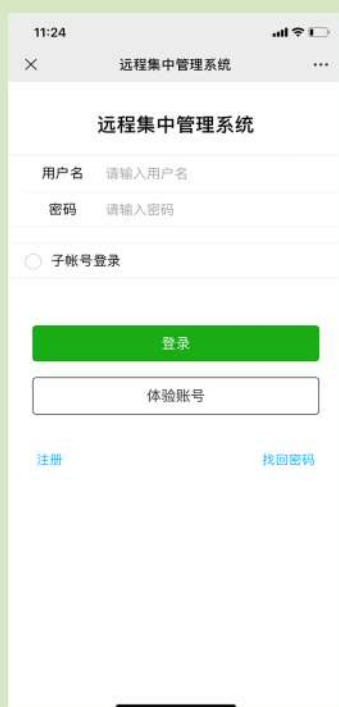 11:24
远程集中管理系统
远程集中管理系统
用户名 请输入用户名
密码 请输入密码
子帐号登录
登录
体验账号
注册 找回密码